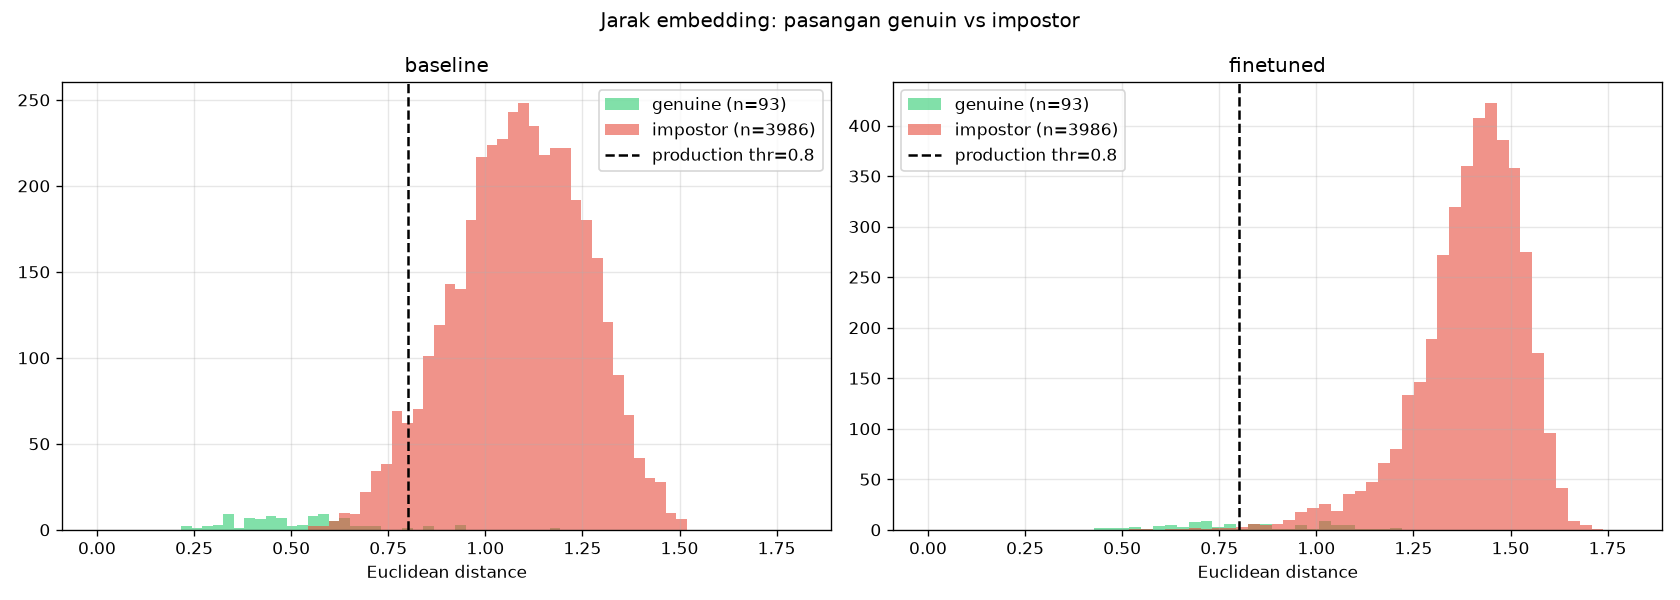 Jarak embedding: pasangan genuin vs impostor
baseline
genuine (n=93)
impostor (n=3986)
production thr=0.8
250
200
150
100
50
0
0.00 0.25 0.50 0.75 1.00 1.25 1.50 1.75
Euclidean distance
finetuned
genuine (n=93)
impostor (n=3986)
production thr=0.8
400
350
300
250
200
150
100
50
0
0.00 0.25 0.50 0.75 1.00 1.25 1.50 1.75
Euclidean distance